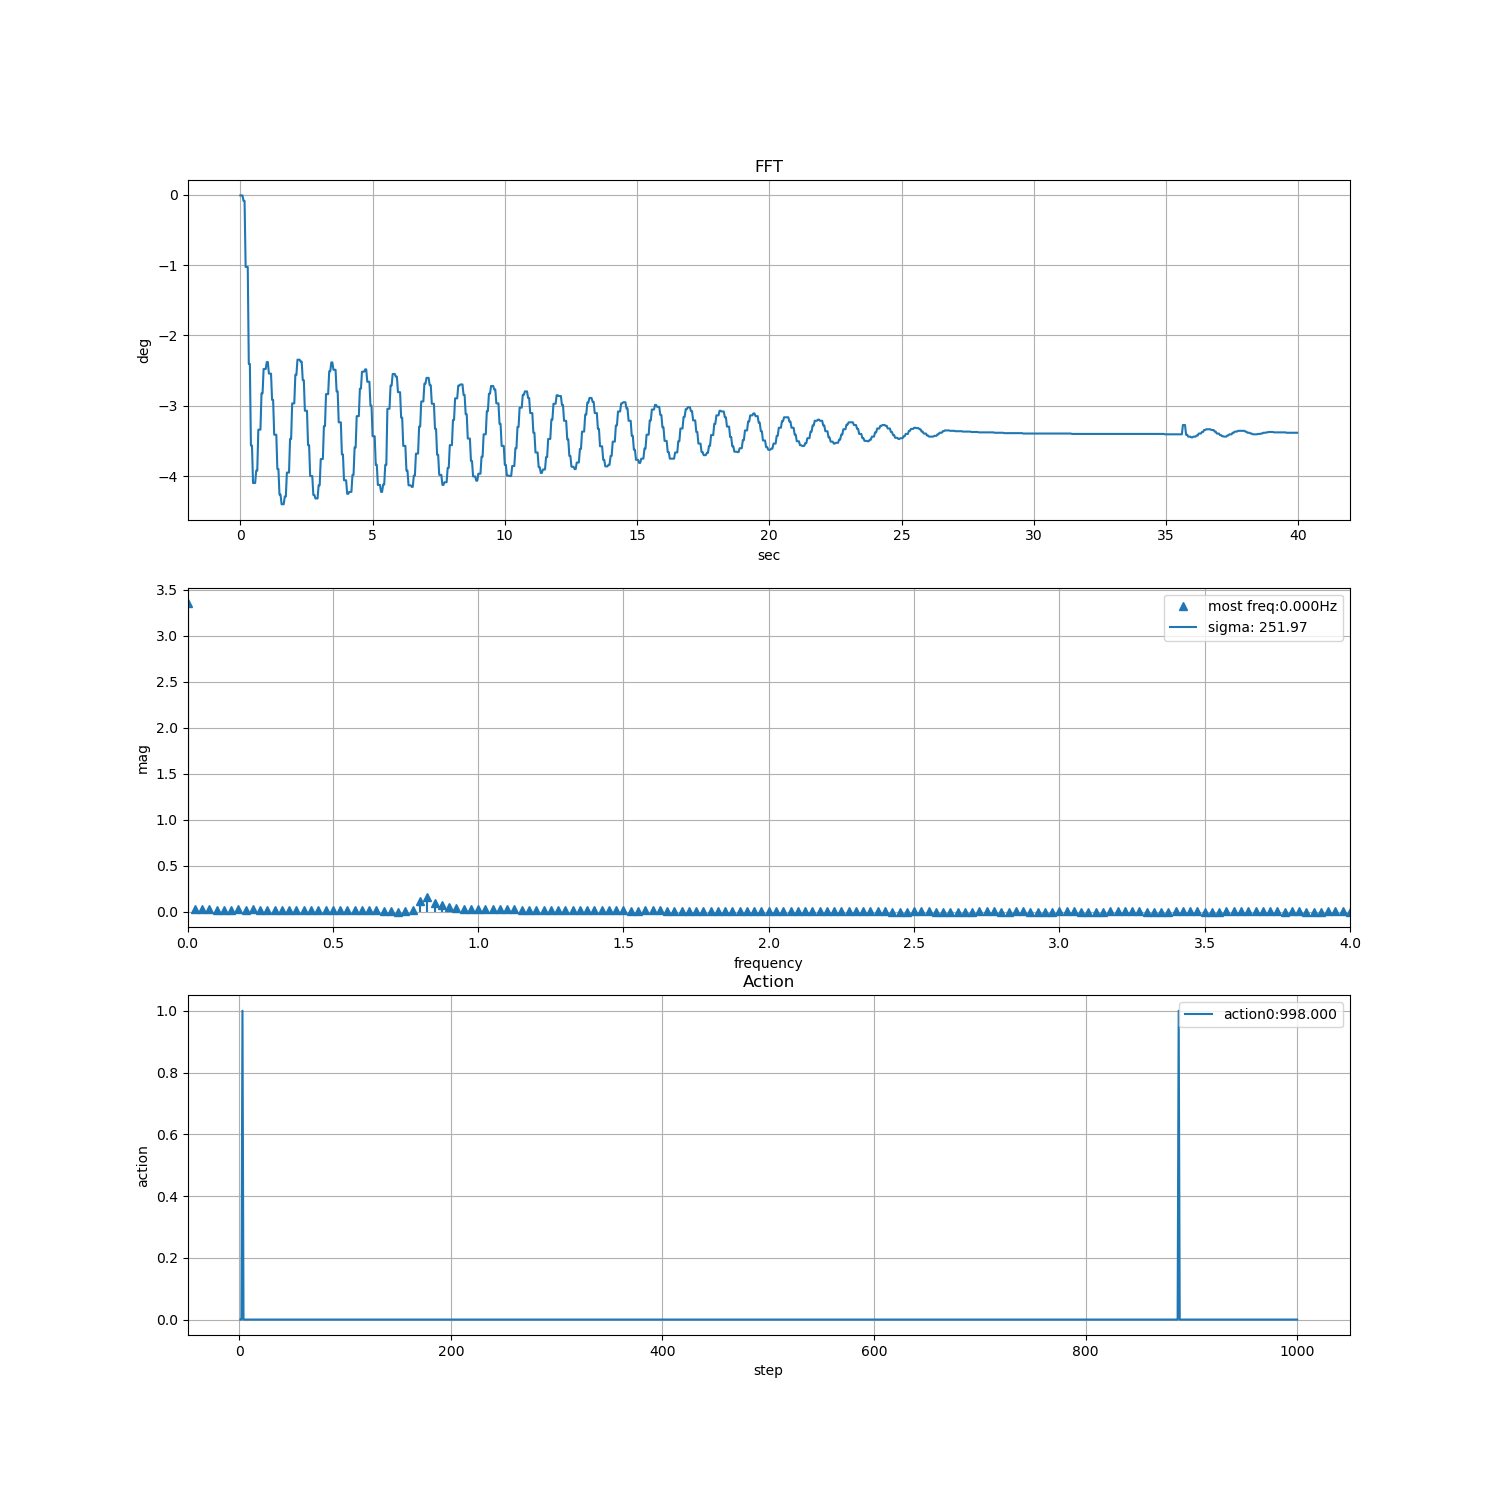 FFT
0
−1
−2
−3
−4
deg
0 5 10 15 20 25 30 35 40
sec
3.5
3.0
2.5
2.0
1.5
1.0
0.5
0.0
mag
most freq:0.000Hz
sigma: 251.97
0.0 0.5 1.0 1.5 2.0 2.5 3.0 3.5 4.0
frequency
Action
1.0
0.8
0.6
0.4
0.2
0.0
action
action0:998.000
0 200 400 600 800 1000
step